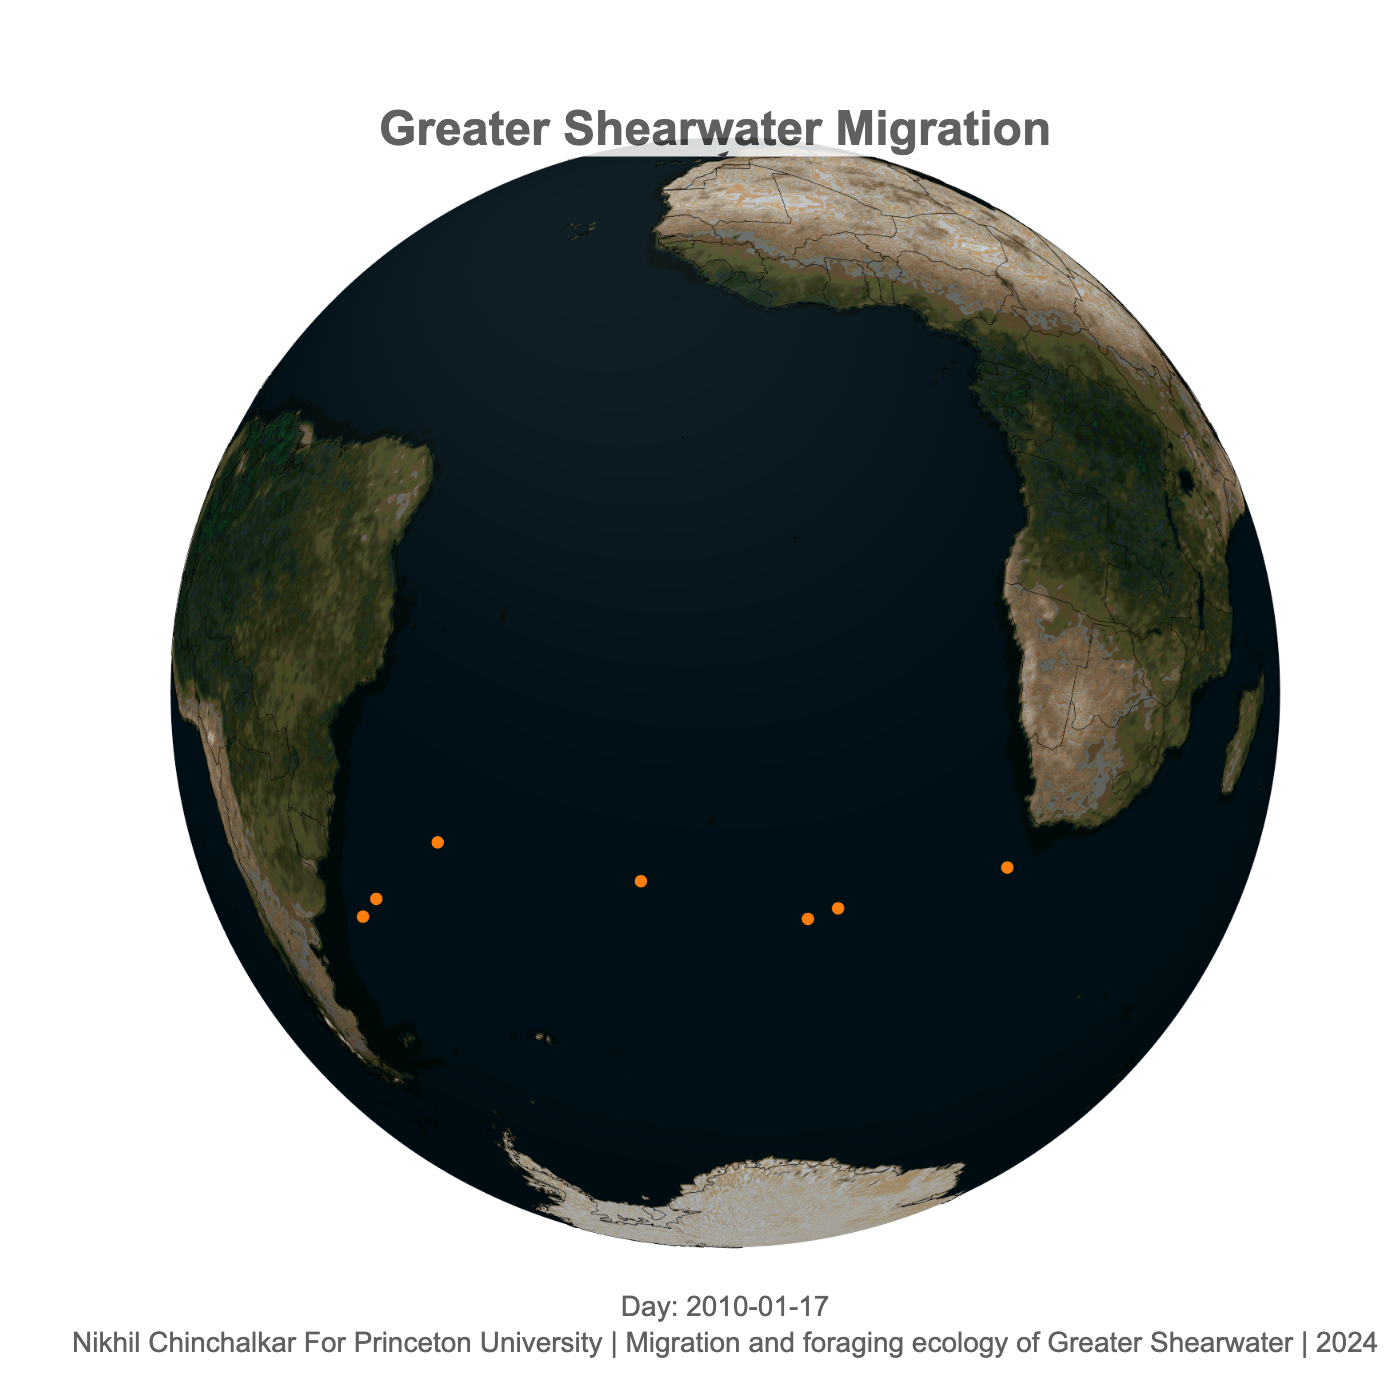 Greater Shearwater Migration
Day: 2010-01-17
Nikhil Chinchalkar For Princeton University | Migration and foraging ecology of Greater Shearwater | 2024